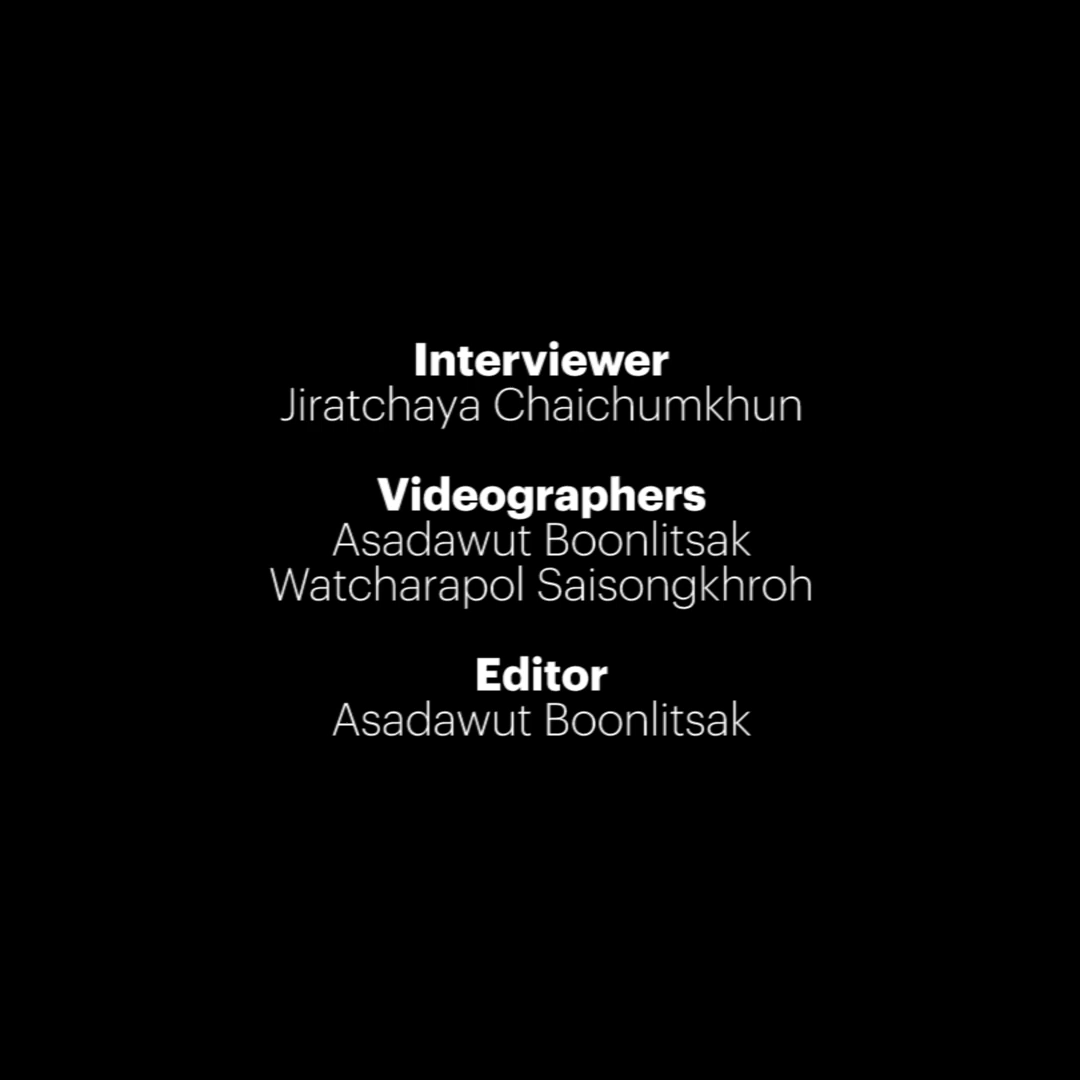 Interviewer
Jiratchaya Chaichumkhun
Videographers
Asadawut Boonlitsak
Watcharapol Saisongkhroh
Editor
Asadawut Boonlitsak